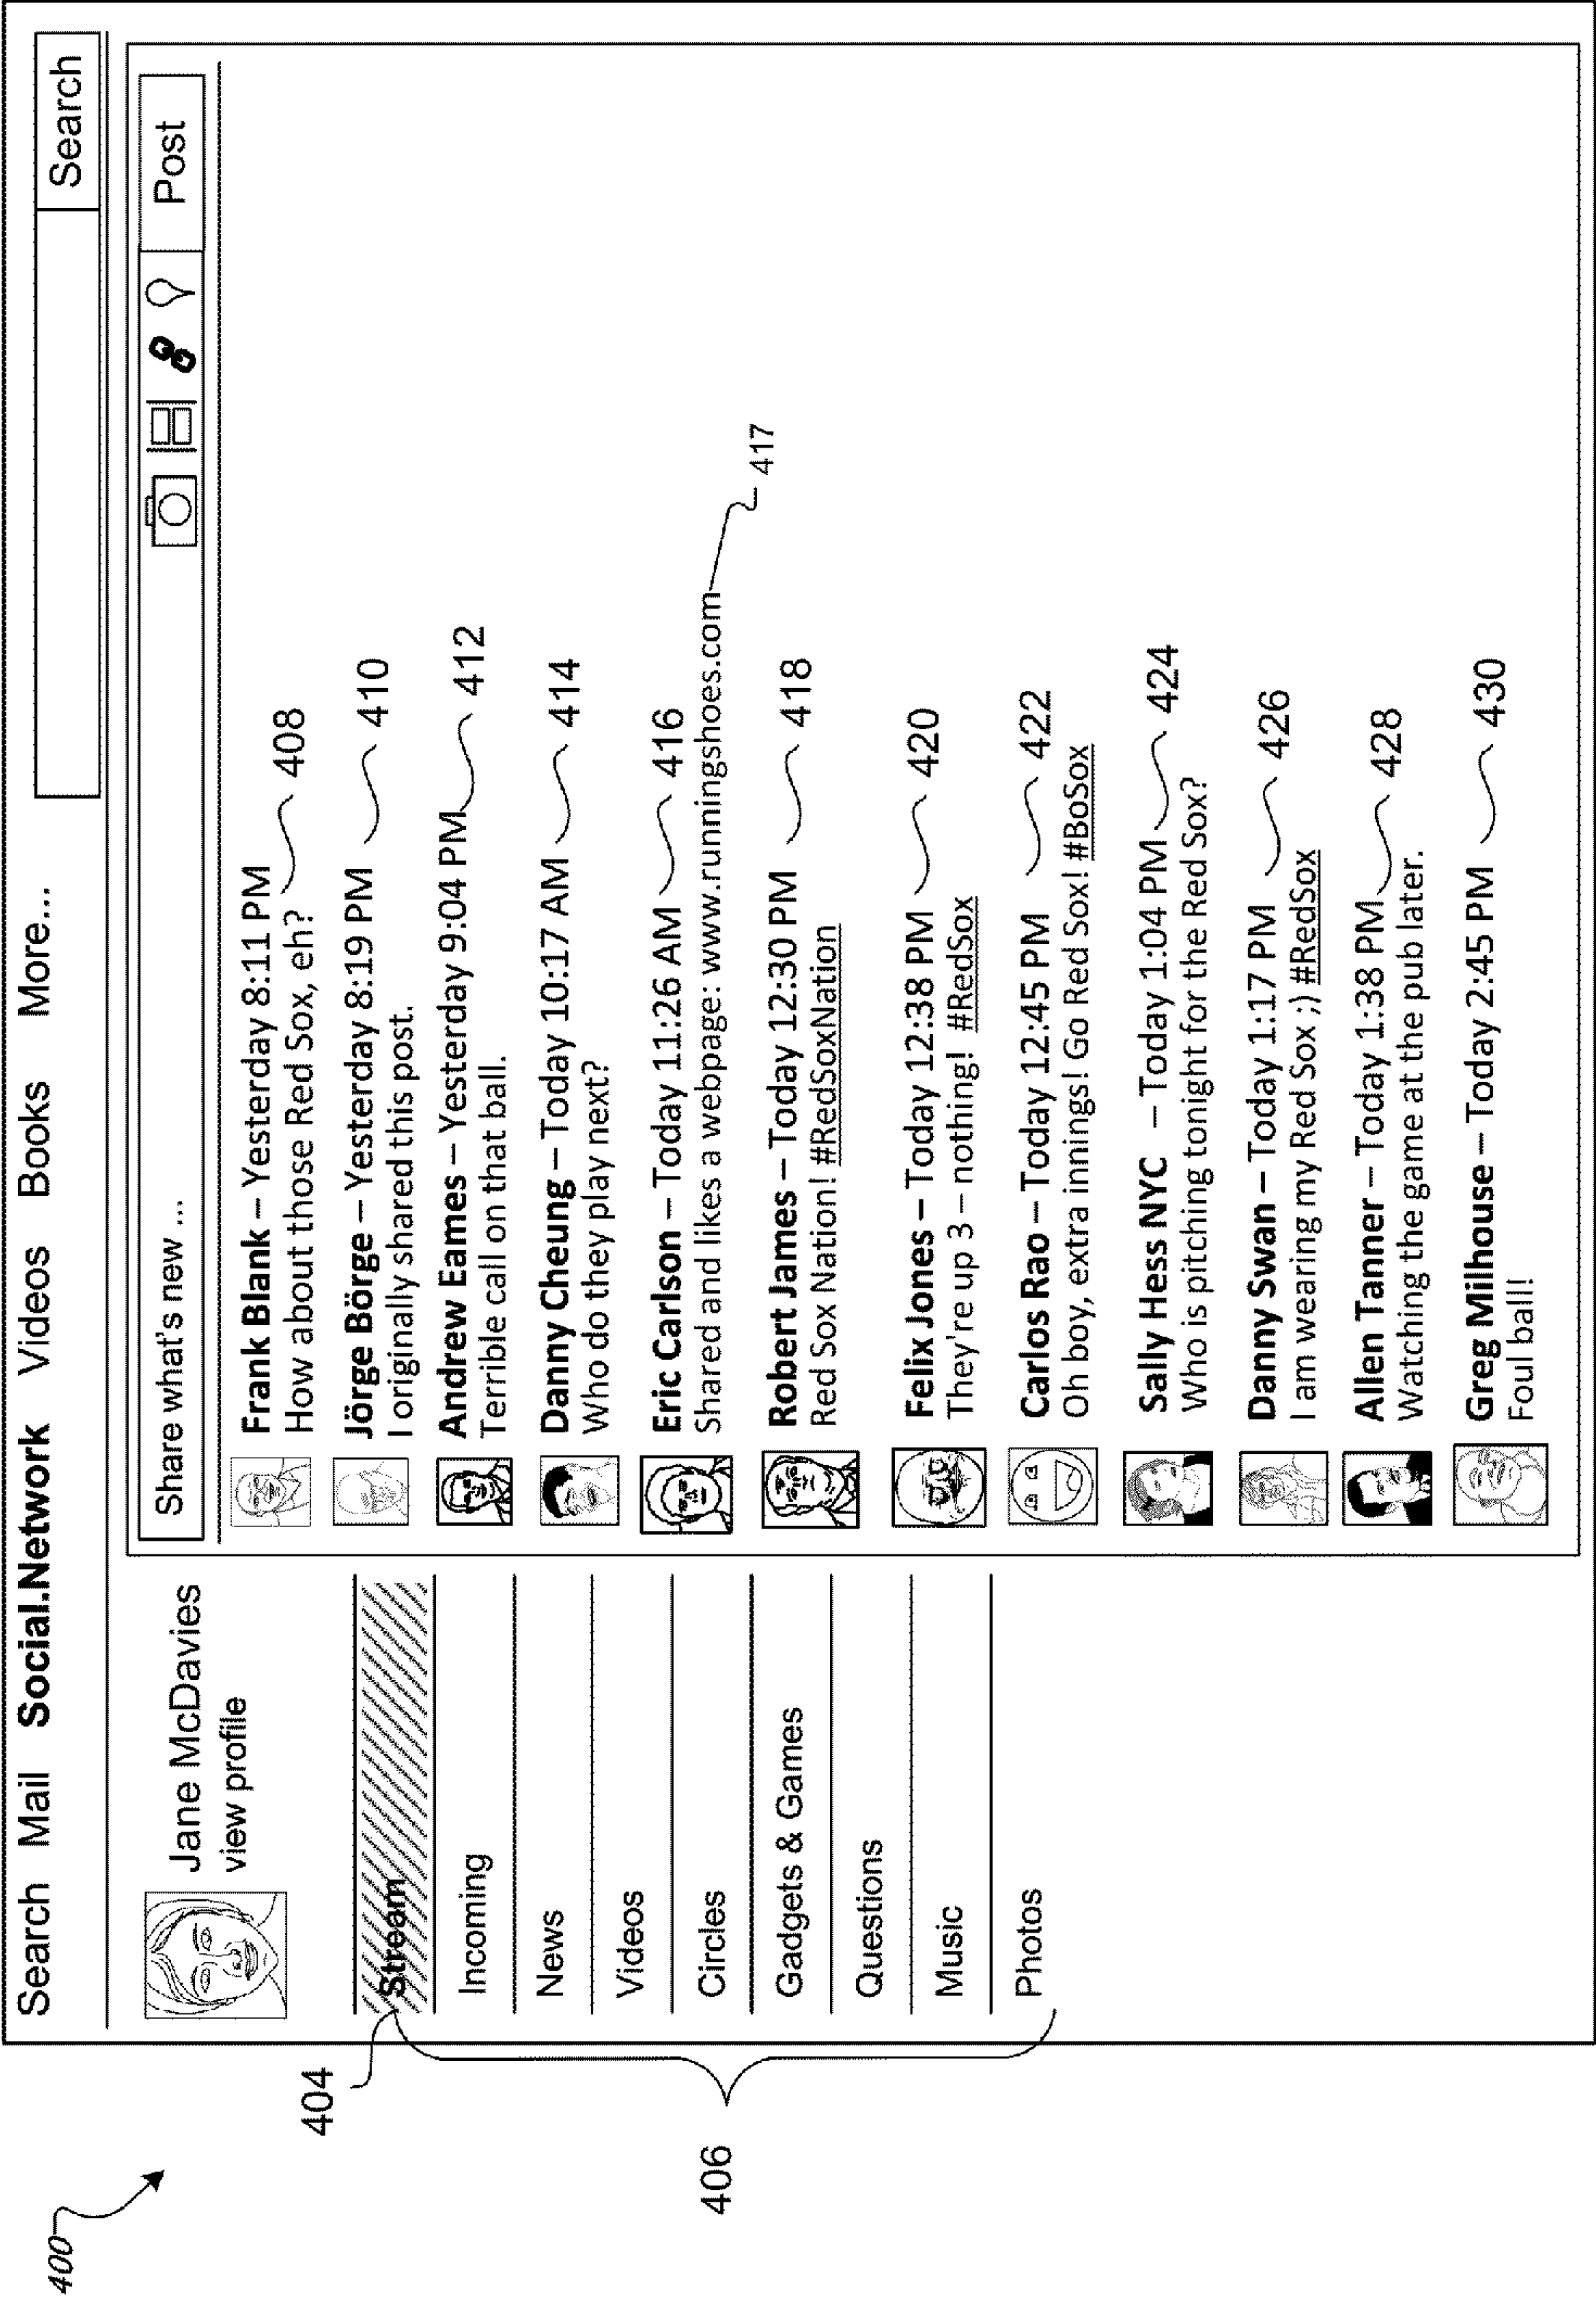 400
Search Mail Social.Network Videos Books More...
Search
Jane McDavies
view profile
404
406
Stream
Incoming
News
Videos
Circles
Gadgets & Games
Questions
Music
Photos
Share what's new ...
Post
Frank Blank – Yesterday 8:11 PM
How about those Red Sox, eh?
408
Jörge Börge – Yesterday 8:19 PM
410
I originally shared this post.
Andrew Eames – Yesterday 9:04 PM
412
Terrible call on that ball.
Danny Cheung – Today 10:17 AM
414
Who do they play next?
Eric Carlson – Today 11:26 AM
416
Shared and likes a webpage: www.runningshoes.com
417
Robert James – Today 12:30 PM
418
Red Sox Nation! #RedSoxNation
Felix Jones – Today 12:38 PM
420
They're up 3 – nothing! #RedSox
Carlos Rao – Today 12:45 PM
422
Oh boy, extra innings! Go Red Sox! #BoSox
Sally Hess NYC – Today 1:04 PM
424
Who is pitching tonight for the Red Sox?
Danny Swan – Today 1:17 PM
426
I am wearing my Red Sox ;) #RedSox
Allen Tanner – Today 1:38 PM
428
Watching the game at the pub later.
Greg Milhouse – Today 2:45 PM
430
Foul ball!